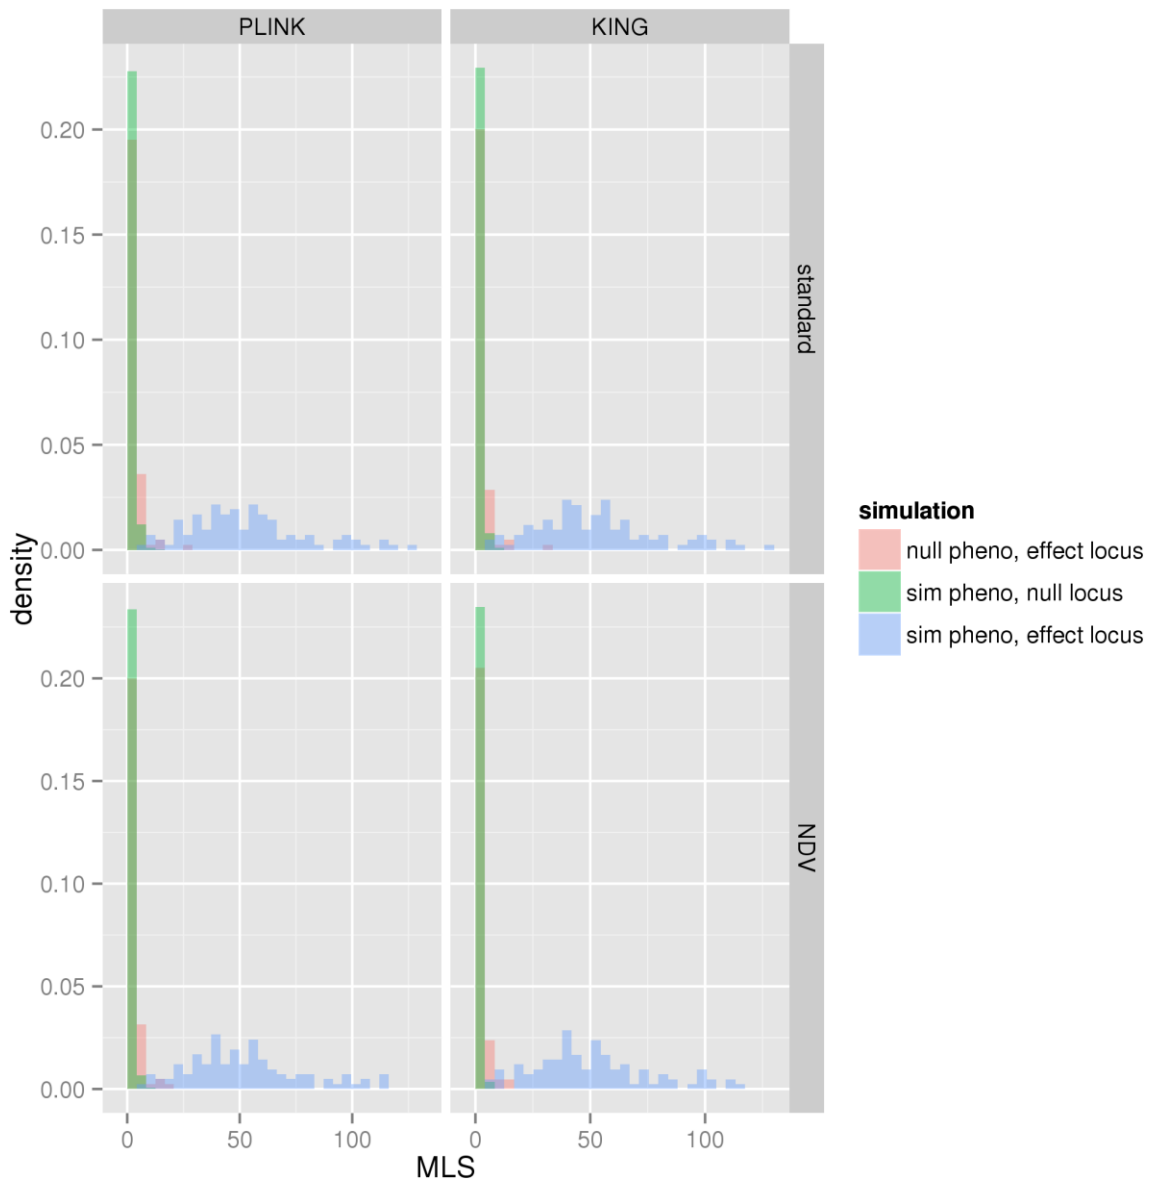 PLINK
KING
0.20
0.15
0.10
0.05
0.00
standard
0.20
0.15
0.10
0.05
0.00
NDV
density
0
50
100
0
50
100
MLS
simulation
null pheno, effect locus
sim pheno, null locus
sim pheno, effect locus